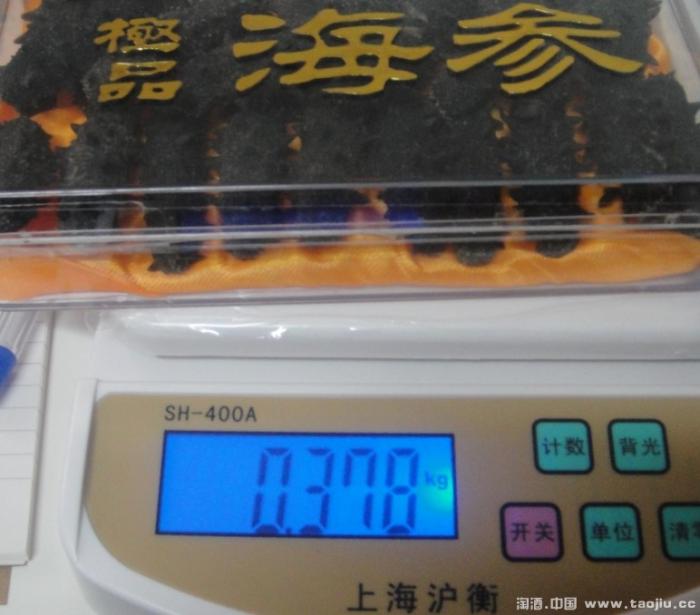 極品 海参
SH-400A
0.378 kg
计数 背光
开关 单位 清
上海沪衡
淘酒.中国 www.taojiu.cc